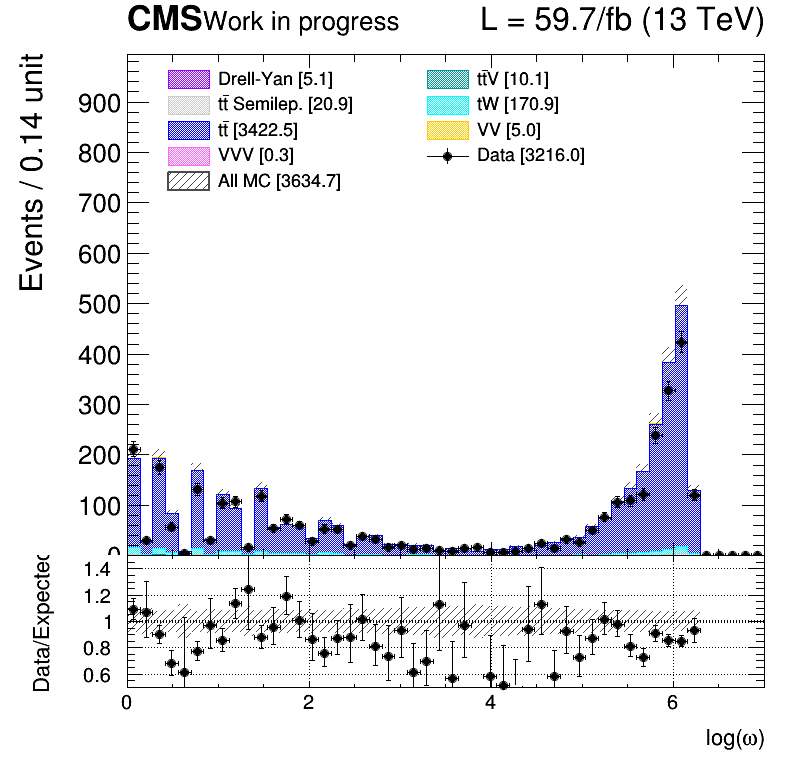 CMS Work in progress L = 59.7/fb (13 TeV)
Drell-Yan [5.1]
tt̄ Semilep. [20.9]
tt̄ [3422.5]
VVV [0.3]
All MC [3634.7]
tt̄V [10.1]
tW [170.9]
VV [5.0]
Data [3216.0]
Events / 0.14 unit
900
800
700
600
500
400
300
200
100
0
Data/Expected
1.4
1.2
1
0.8
0.6
0 2 4 6
log(ω)